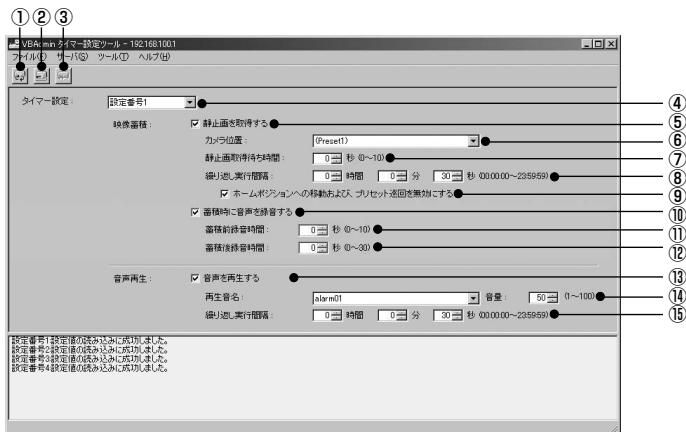 ① ② ③
VBAdmin タイマー設定ツール - 192.168.100.1
ファイル(F) サーバ(S) ツール(T) ヘルプ(H)
タイマー設定: 設定番号1 ④
映像蓄積: 静止画を取得する ⑤
カメラ位置: (Preset1) ⑥
静止画取得待ち時間: 0 秒 (0～10) ⑦
繰り返し実行間隔: 0 時間 0 分 30 秒 (00:00:00～23:59:59) ⑧
ホームポジションへの移動および、プリセット巡回を無効にする ⑨
蓄積時に音声を録音する ⑩
蓄積前録音時間: 0 秒 (0～10) ⑪
蓄積後録音時間: 0 秒 (0～30) ⑫
音声再生: 音声を再生する ⑬
再生音名: alarm01 音量: 50 (1～100) ⑭
繰り返し実行間隔: 0 時間 0 分 30 秒 (00:00:00～23:59:59) ⑮
設定番号1:設定値の読み込みに成功しました。
設定番号2:設定値の読み込みに成功しました。
設定番号3:設定値の読み込みに成功しました。
設定番号4:設定値の読み込みに成功しました。